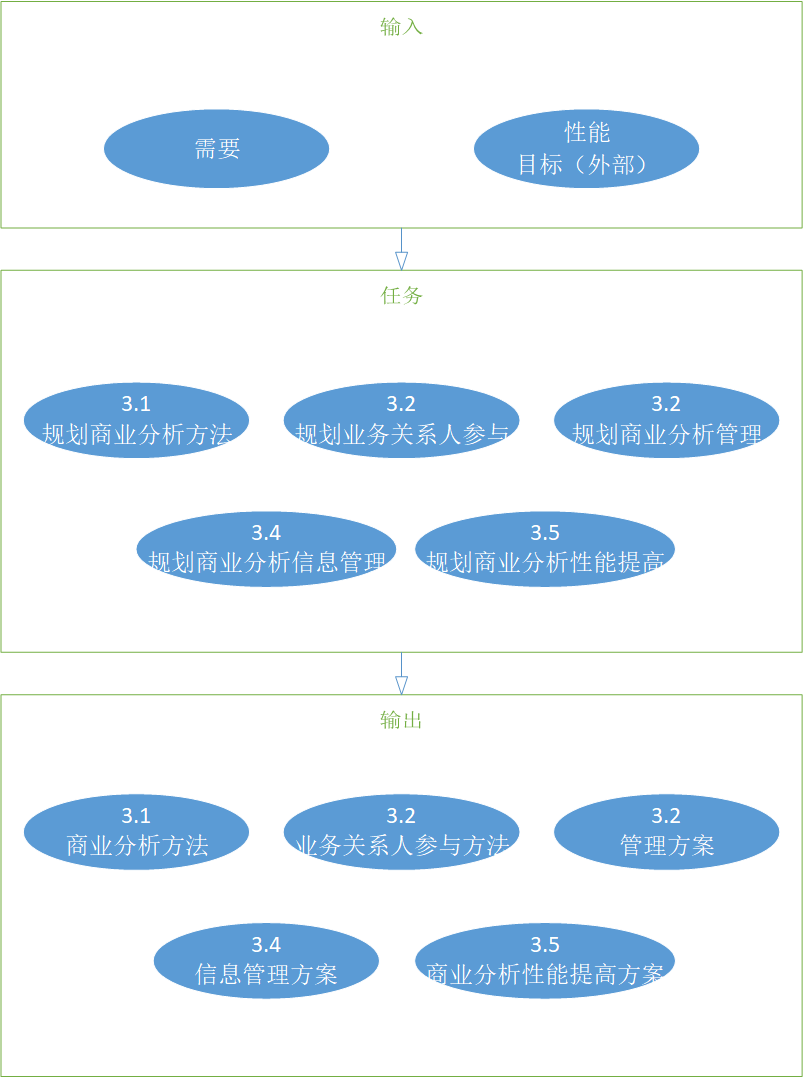 输入
需要
性能
目标（外部）
任务
3.1
规划商业分析方法
3.2
规划业务关系人参与
3.2
规划商业分析管理
3.4
规划商业分析信息管理
3.5
规划商业分析性能提高
输出
3.1
商业分析方法
3.2
业务关系人参与方法
3.2
管理方案
3.4
信息管理方案
3.5
商业分析性能提高方案